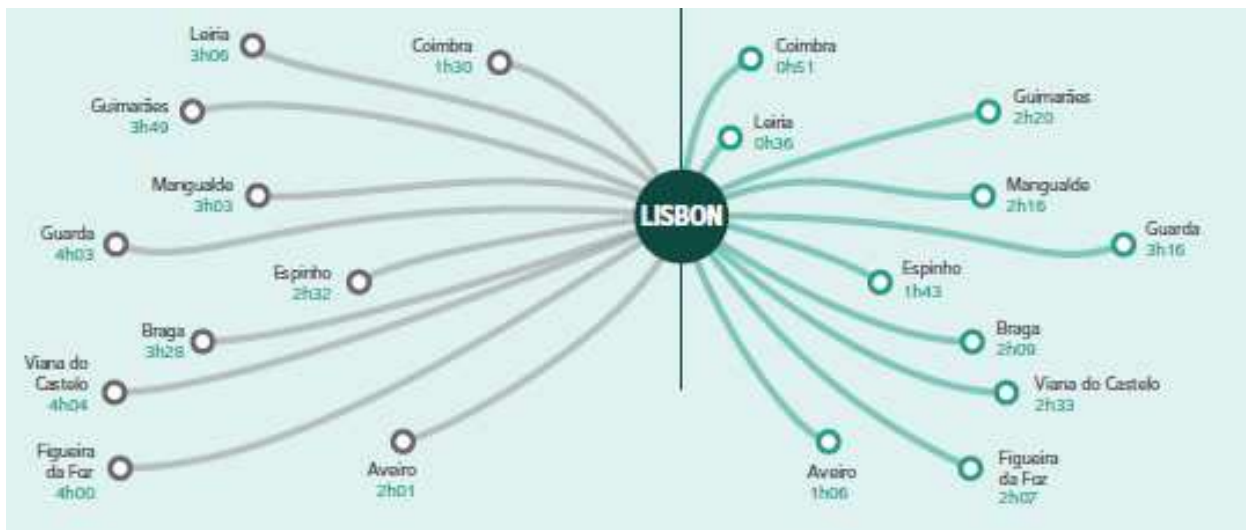 Leiria
3h06
Coimbra
1h30
Guimarães
3h49
Mangualde
3h03
Guarda
4h03
Espinho
2h32
Braga
3h28
Viana do
Castelo
4h04
Figueira
da Foz
4h00
Aveiro
2h01
LISBON
Coimbra
0h51
Leiria
0h36
Guimarães
2h20
Mangualde
2h16
Guarda
3h16
Espinho
1h43
Braga
2h09
Viana do Castelo
2h33
Aveiro
1h06
Figueira
da Foz
2h07